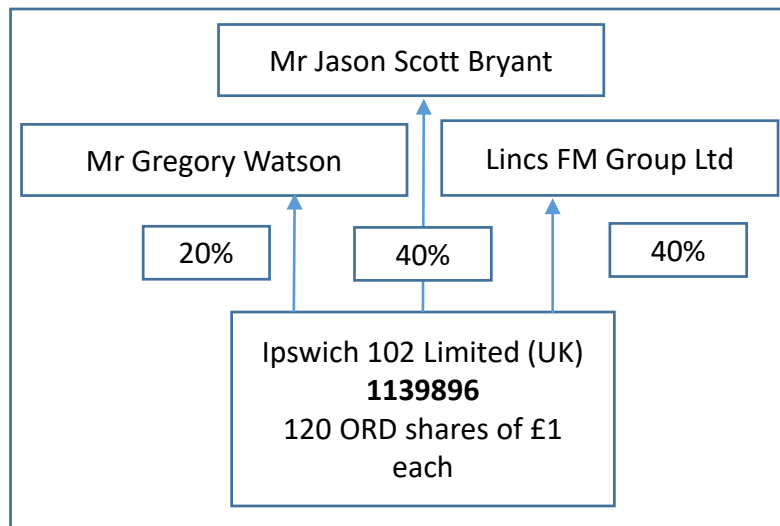 Mr Jason Scott Bryant
Mr Gregory Watson
Lincs FM Group Ltd
20%
40%
40%
Ipswich 102 Limited (UK)
1139896
120 ORD shares of £1
each